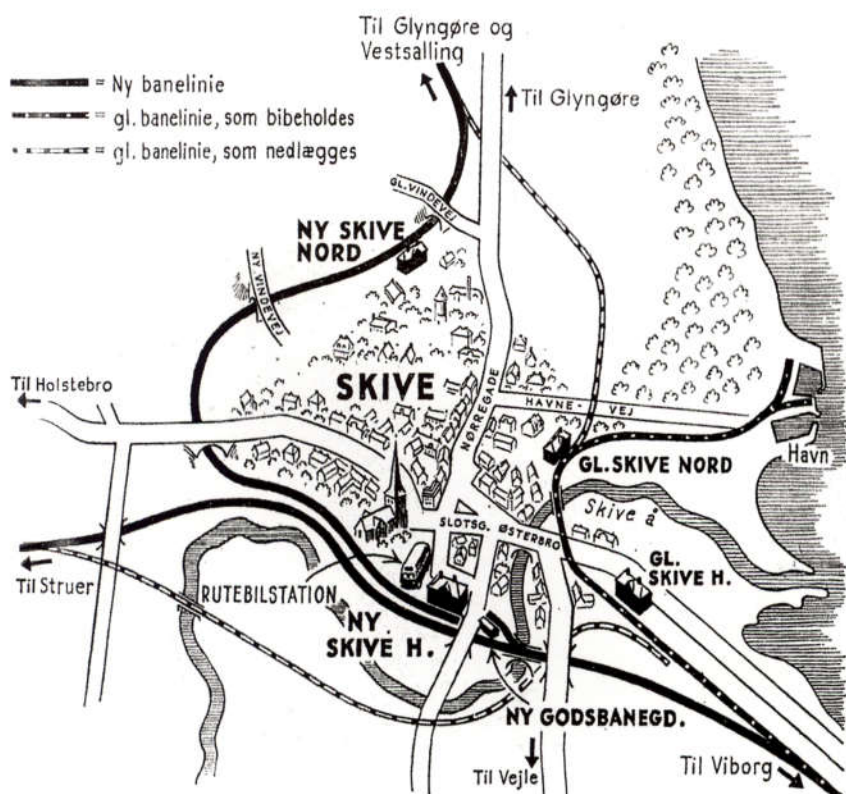 Til Glyngøre og
Vestsalling
= Ny banelinie
= gl. banelinie, som bibeholdes
= gl. banelinie, som nedlægges
Til Glyngøre
GL. VINDEVEJ
NY SKIVE
NORD
NY VINDEVEJ
Til Holstebro
SKIVE
NØRREGADE
HAVNE-VEJ
GL. SKIVE NORD
Havn
Skive å
SLOTSG. ØSTERBRO
GL.
SKIVE H.
Til Struer
RUTEBILSTATION
NY
SKIVE H.
NY GODSBANEGD.
Til Vejle
Til Viborg